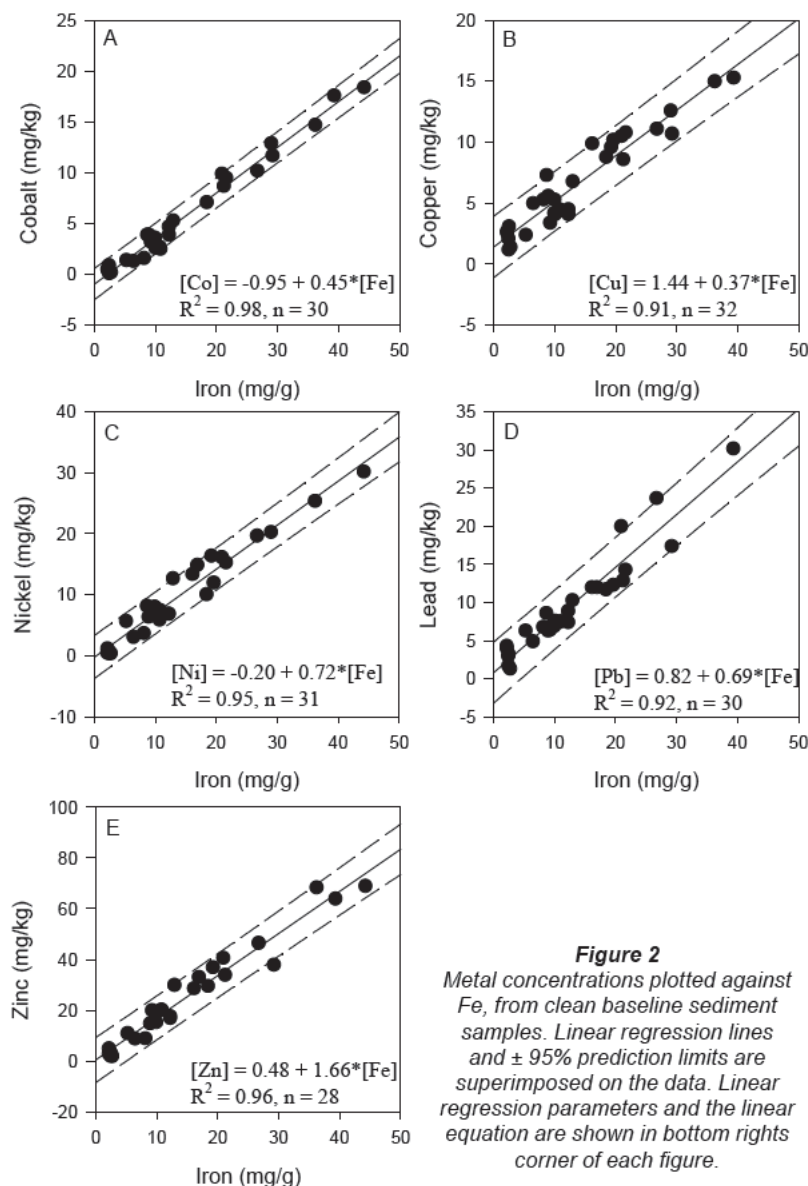 A
25
20
15
10
5
0
-5
Cobalt (mg/kg)
[Co] = -0.95 + 0.45*[Fe]
R² = 0.98, n = 30
0 10 20 30 40 50
Iron (mg/g)
B
20
15
10
5
0
-5
Copper (mg/kg)
[Cu] = 1.44 + 0.37*[Fe]
R² = 0.91, n = 32
0 10 20 30 40 50
Iron (mg/g)
C
40
30
20
10
0
-10
Nickel (mg/kg)
[Ni] = -0.20 + 0.72*[Fe]
R² = 0.95, n = 31
0 10 20 30 40 50
Iron (mg/g)
D
35
30
25
20
15
10
5
0
-5
Lead (mg/kg)
[Pb] = 0.82 + 0.69*[Fe]
R² = 0.92, n = 30
0 10 20 30 40 50
Iron (mg/g)
E
100
80
60
40
20
0
-20
Zinc (mg/kg)
[Zn] = 0.48 + 1.66*[Fe]
R² = 0.96, n = 28
0 10 20 30 40 50
Iron (mg/g)
Figure 2
Metal concentrations plotted against
Fe, from clean baseline sediment
samples. Linear regression lines
and ± 95% prediction limits are
superimposed on the data. Linear
regression parameters and the linear
equation are shown in bottom rights
corner of each figure.